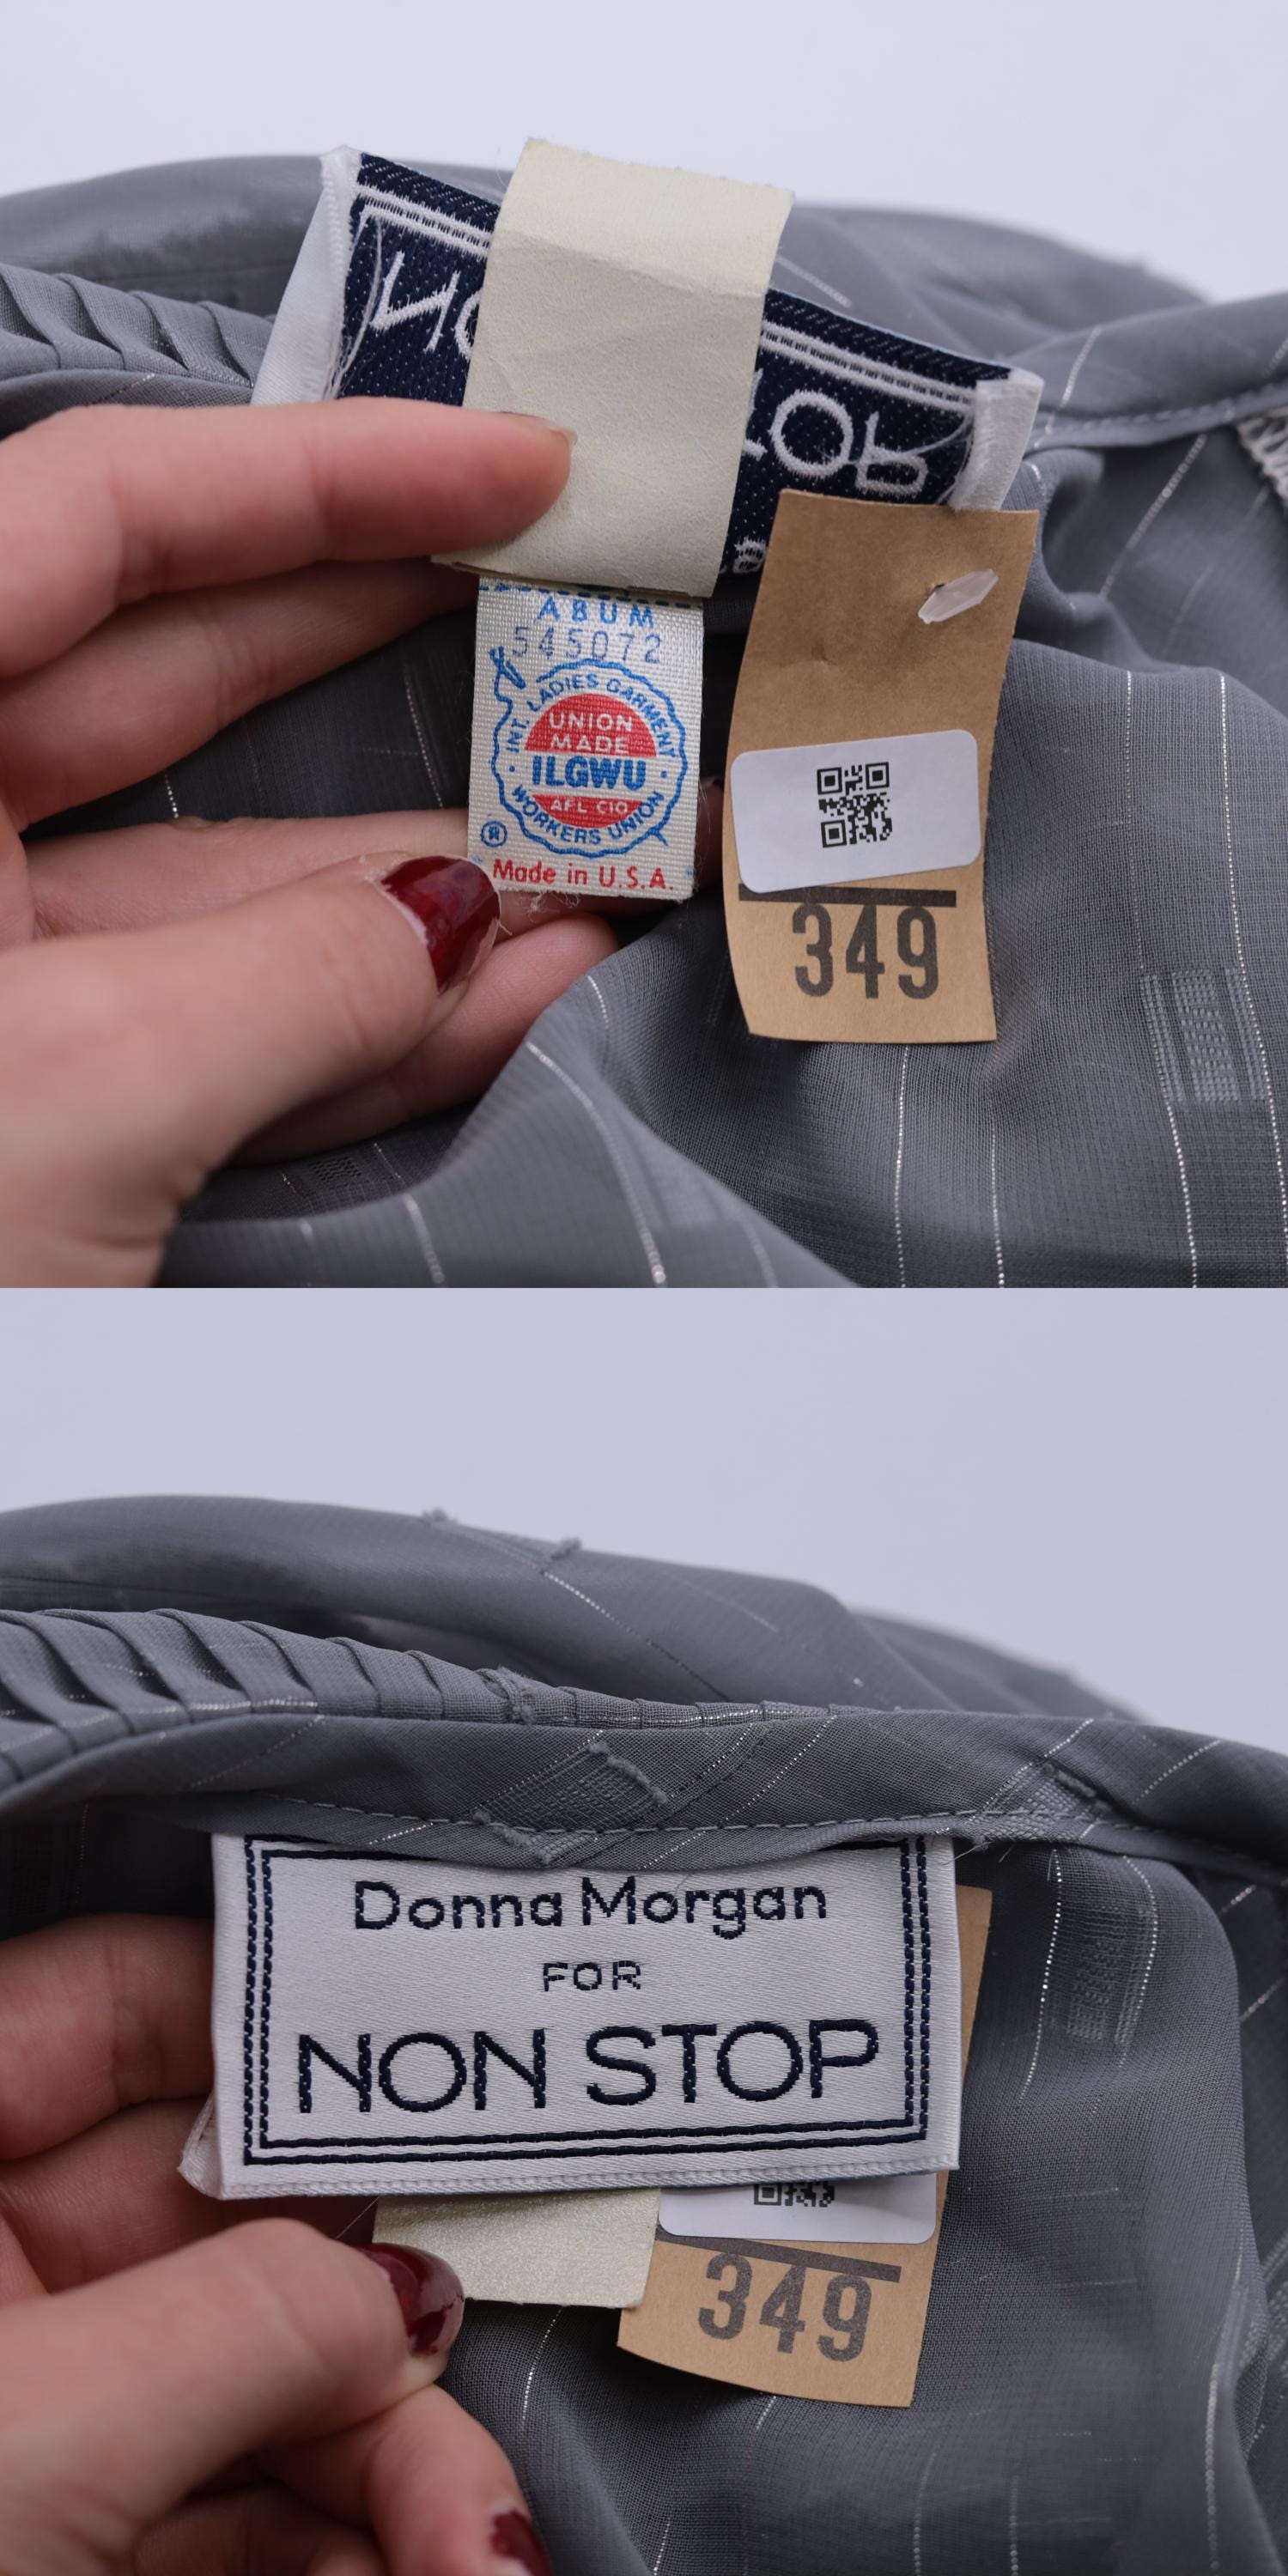 ABUM
545072
INT. LADIES GARMENT
UNION
MADE
ILGWU
AFL CIO
WORKERS UNION
®
Made in U.S.A.
349
Donna Morgan
FOR
NON STOP
349